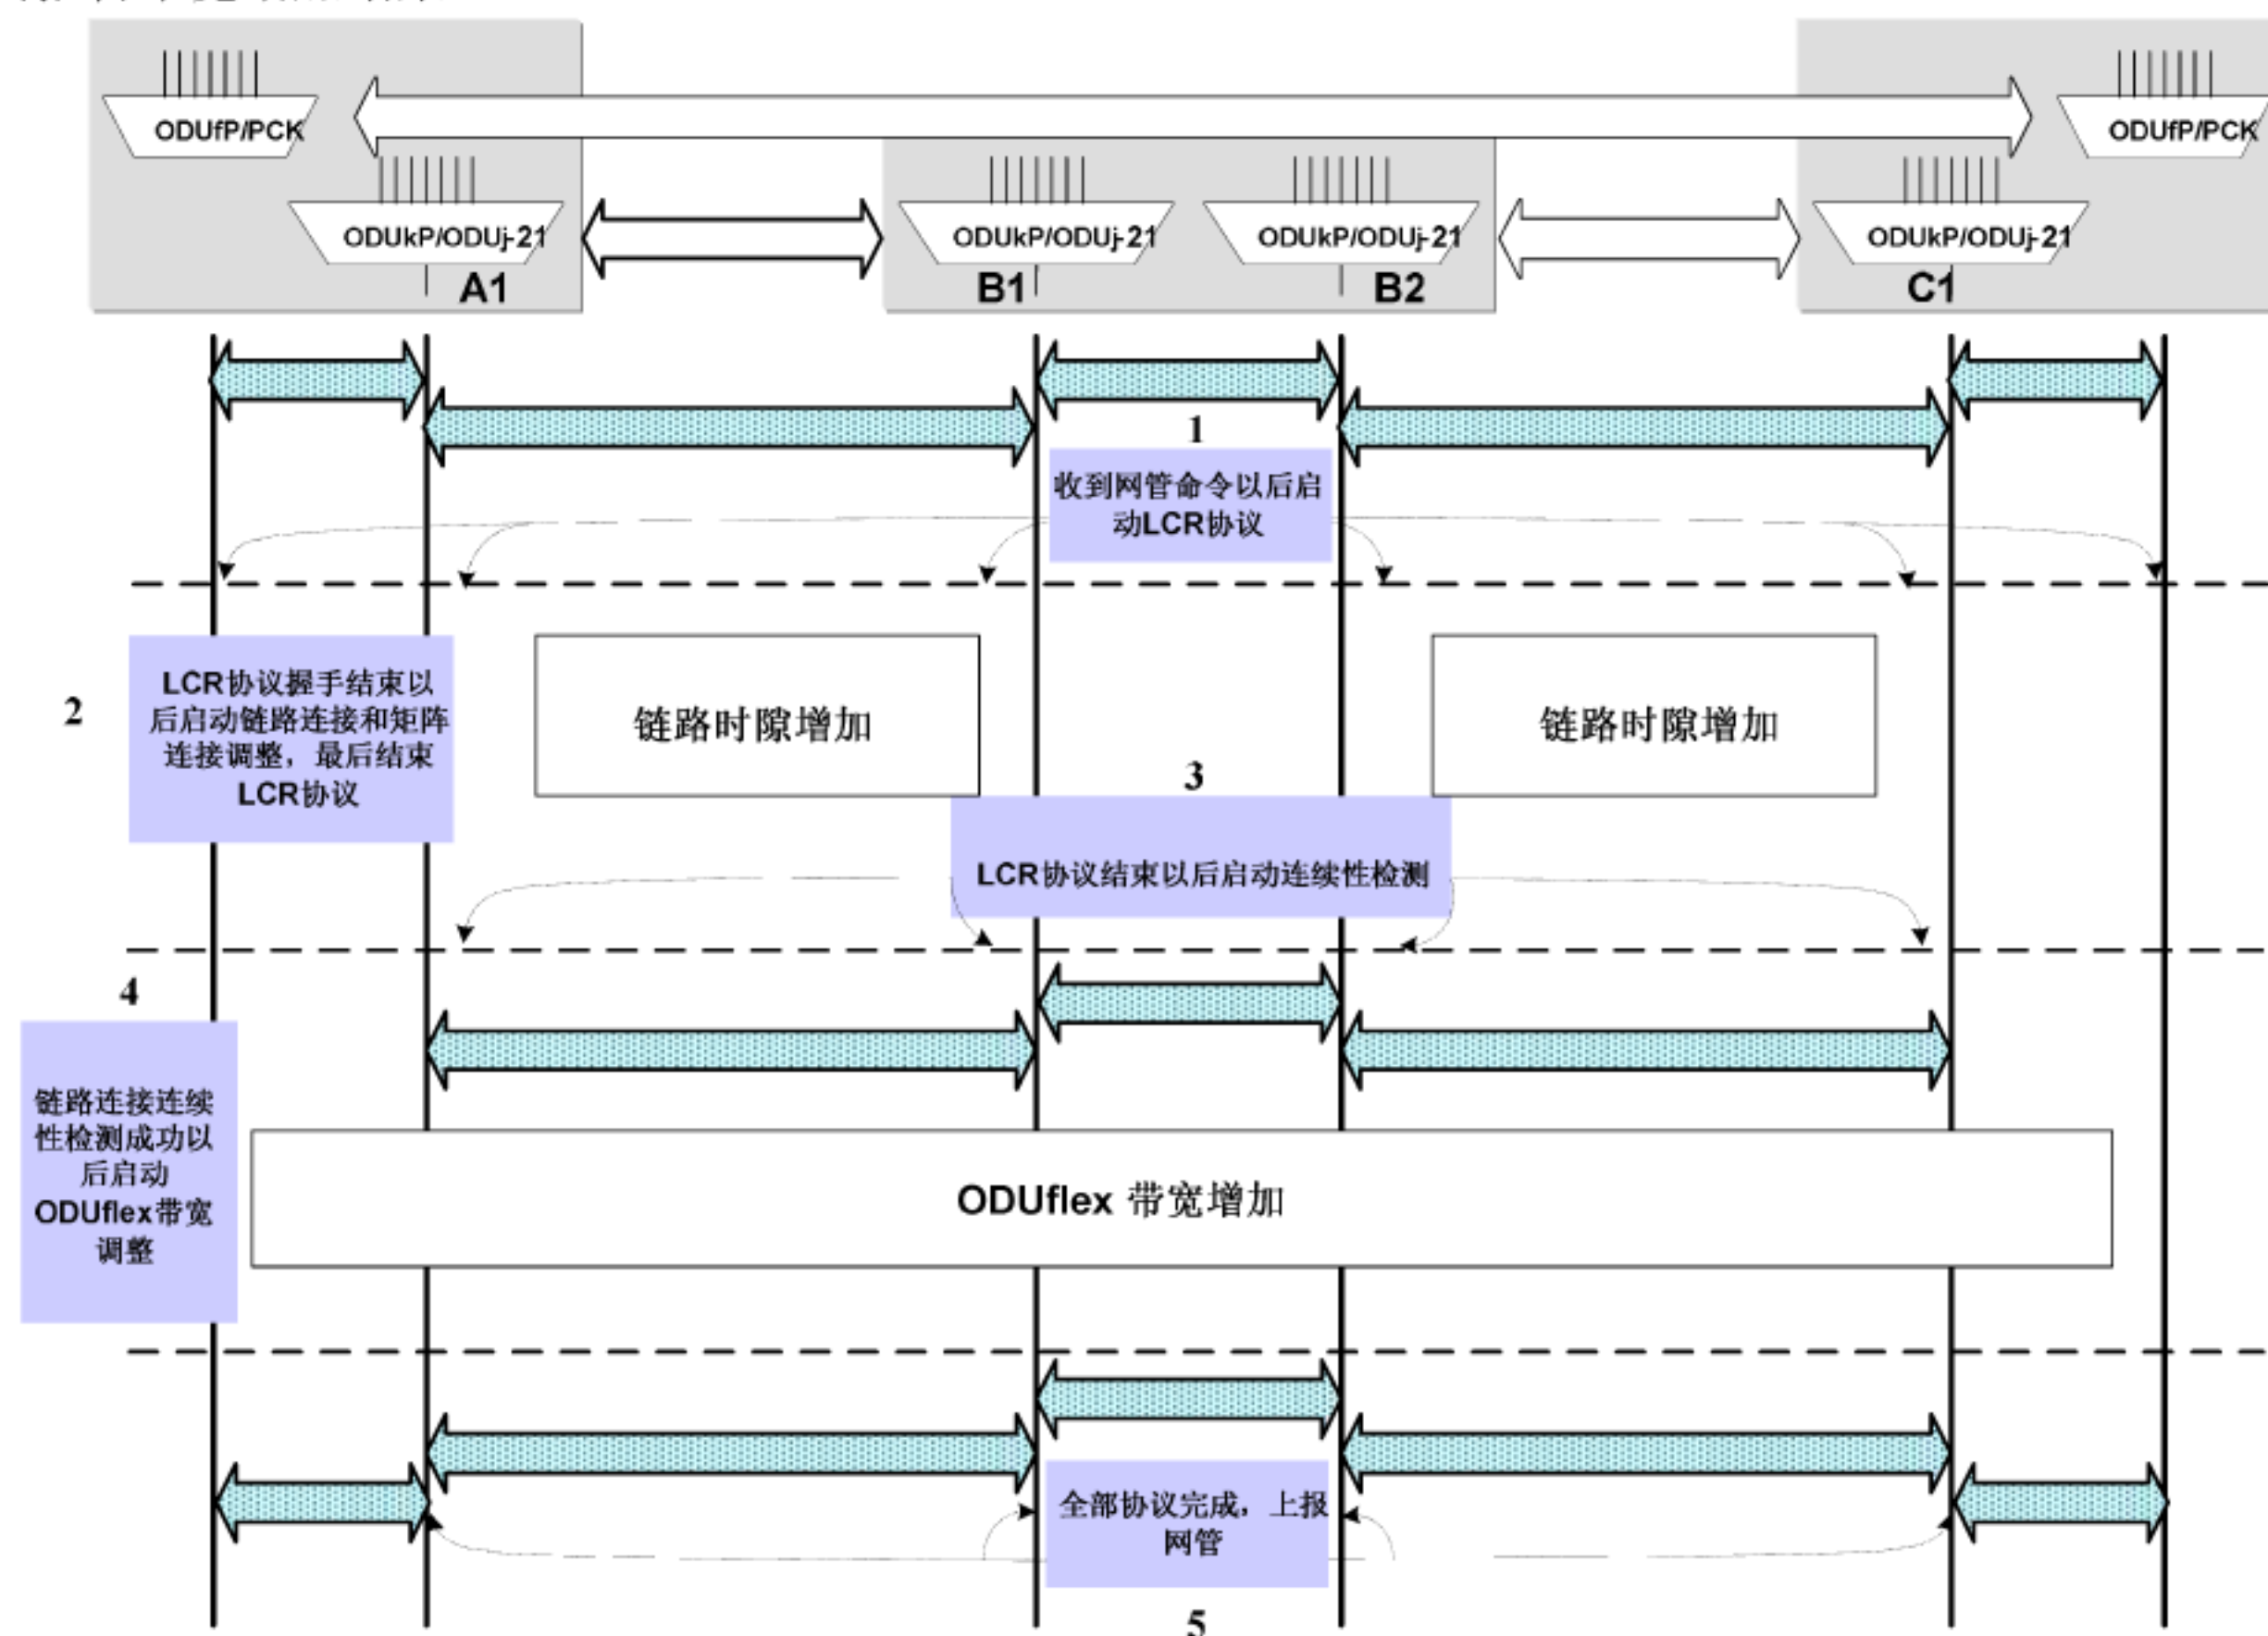 ODUfP/PCK
ODUfP/PCK
ODUkP/ODUj-21
ODUkP/ODUj-21
ODUkP/ODUj-21
ODUkP/ODUj-21
A1
B1
B2
C1
1
收到网管命令以后启
动LCR协议
2
LCR协议握手结束以
后启动链路连接和矩阵
连接调整，最后结束
LCR协议
链路时隙增加
链路时隙增加
3
LCR协议结束以后启动连续性检测
4
链路连接连续
性检测成功以
后启动
ODUflex带宽
调整
ODUflex 带宽增加
全部协议完成，上报
网管
5